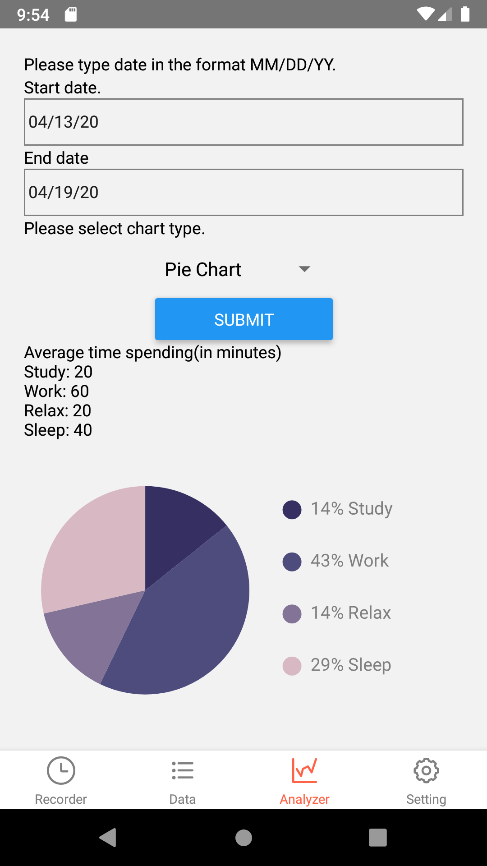 9:54
Please type date in the format MM/DD/YY.
Start date.
04/13/20
End date
04/19/20
Please select chart type.
Pie Chart
SUBMIT
Average time spending(in minutes)
Study: 20
Work: 60
Relax: 20
Sleep: 40
14% Study
43% Work
14% Relax
29% Sleep
Recorder Data Analyzer Setting